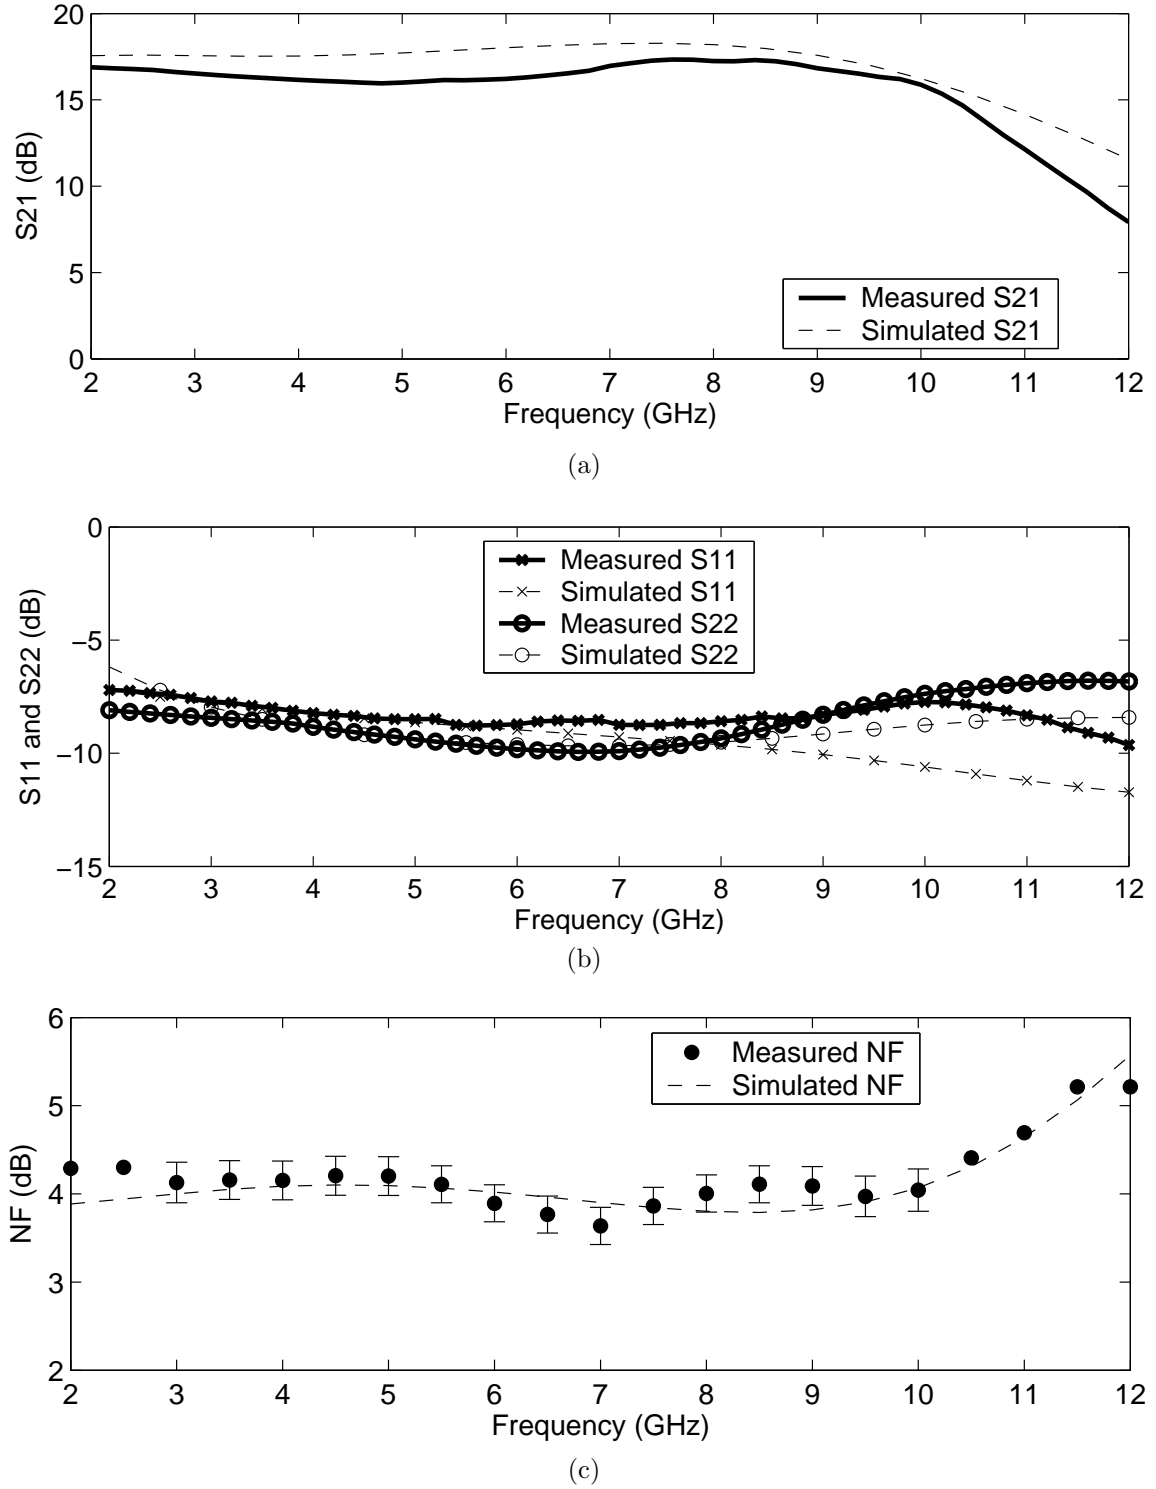 20
15
10
5
0
S21 (dB)
Measured S21
Simulated S21
2 3 4 5 6 7 8 9 10 11 12
Frequency (GHz)
(a)
0
−5
−10
−15
S11 and S22 (dB)
Measured S11
Simulated S11
Measured S22
Simulated S22
2 3 4 5 6 7 8 9 10 11 12
Frequency (GHz)
(b)
6
5
4
3
2
NF (dB)
Measured NF
Simulated NF
2 3 4 5 6 7 8 9 10 11 12
Frequency (GHz)
(c)